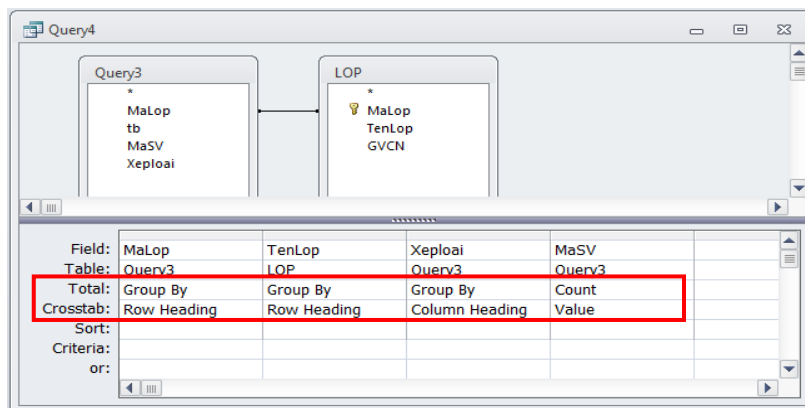 Query4
Query3
*
MaLop
tb
MaSV
Xeploai
LOP
*
MaLop
TenLop
GVCN
Field: MaLop TenLop Xeploai MaSV
Table: Query3 LOP Query3 Query3
Total: Group By Group By Group By Count
Crosstab: Row Heading Row Heading Column Heading Value
Sort:
Criteria:
or: